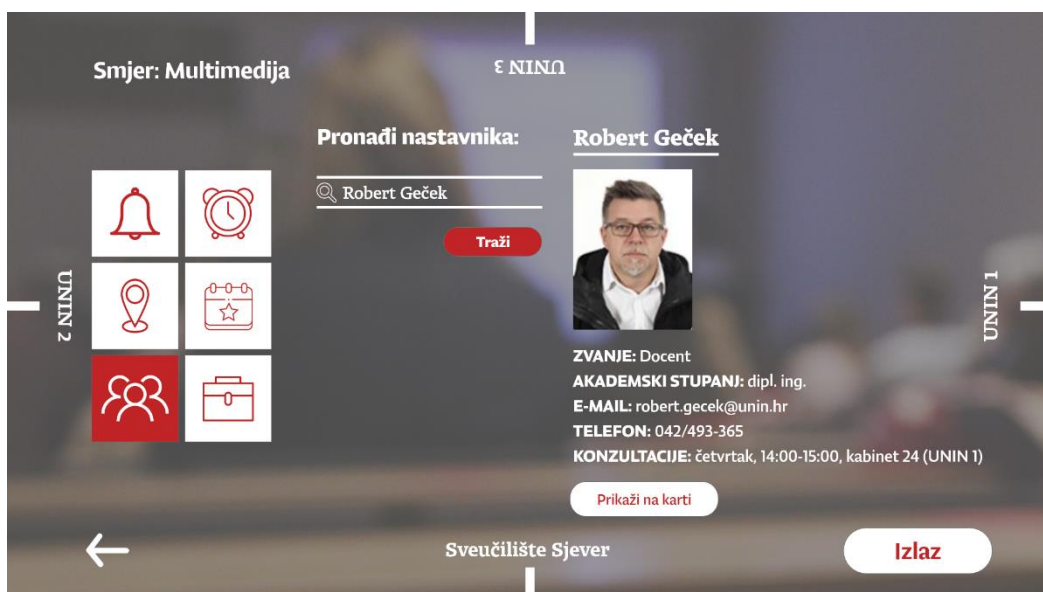 Smjer: Multimedija
UNIN 3
Pronađi nastavnika:
Robert Geček
Traži
Robert Geček
ZVANJE: Docent
AKADEMSKI STUPANJ: dipl. ing.
E-MAIL: robert.gecek@unin.hr
TELEFON: 042/493-365
KONZULTACIJE: četvrtak, 14:00-15:00, kabinet 24 (UNIN 1)
Prikaži na karti
UNIN 2
UNIN 1
Sveučilište Sjever
Izlaz